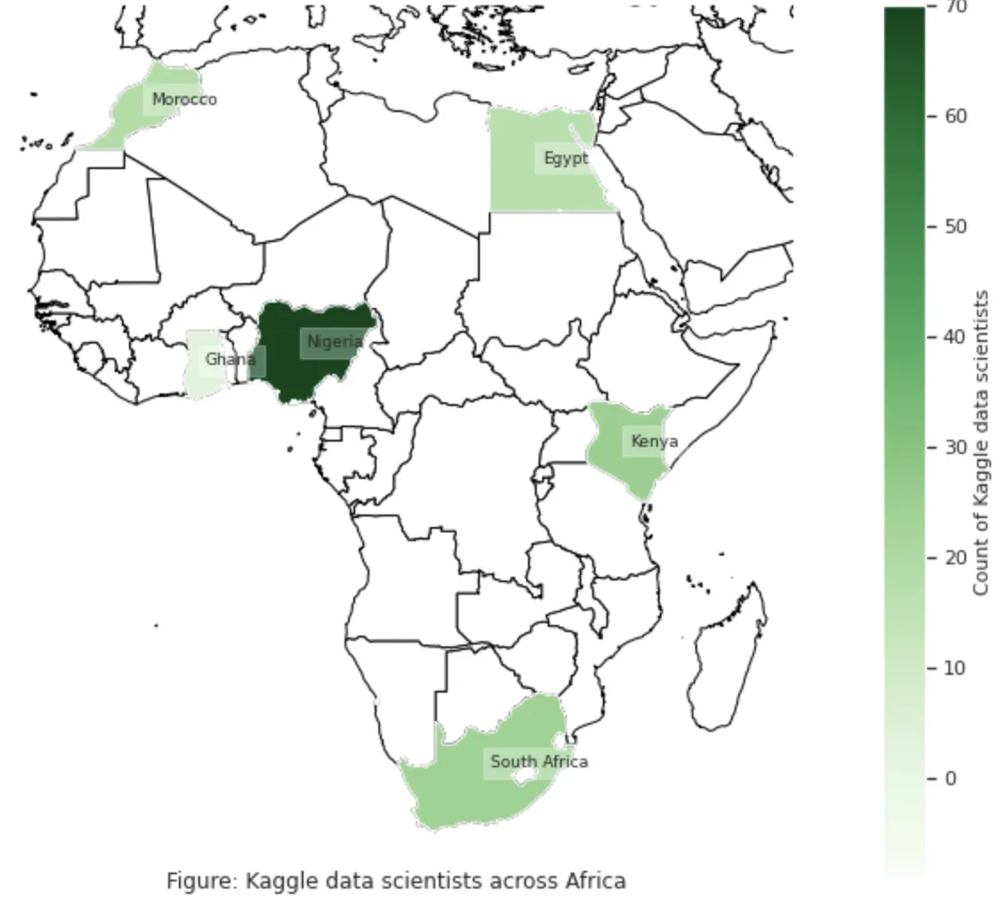 Morocco
Egypt
Nigeria
Ghana
Kenya
South Africa
70
60
50
40
30
20
10
0
Count of Kaggle data scientists
Figure: Kaggle data scientists across Africa